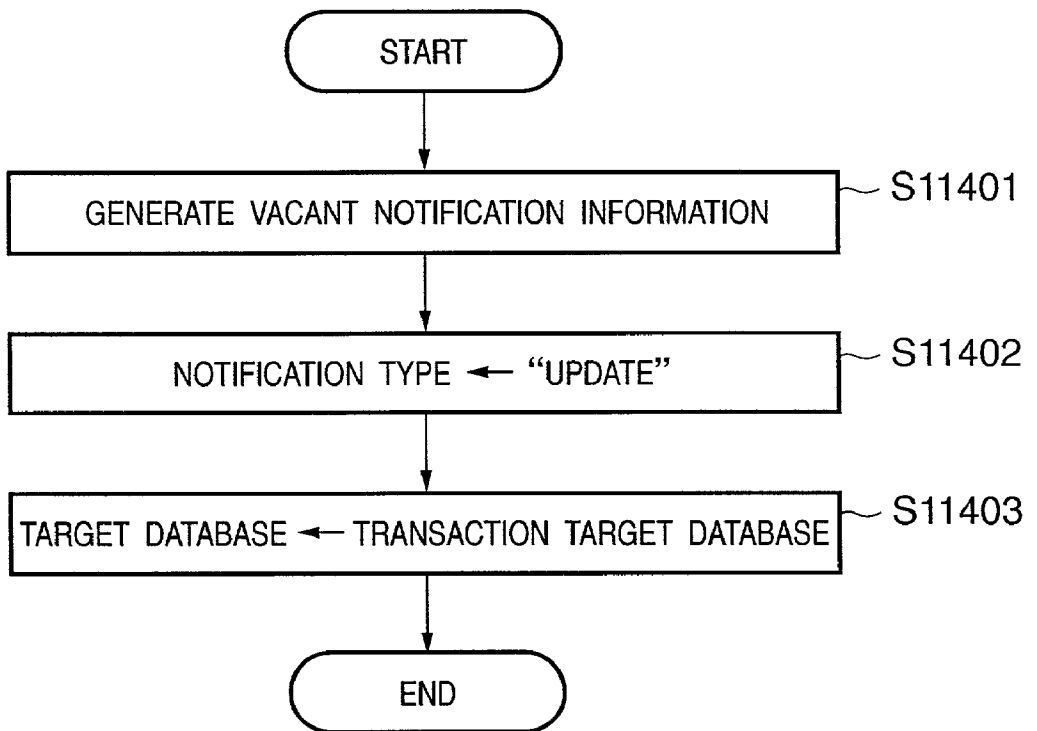 START
GENERATE VACANT NOTIFICATION INFORMATION
S11401
NOTIFICATION TYPE ← “UPDATE”
S11402
TARGET DATABASE ← TRANSACTION TARGET DATABASE
S11403
END